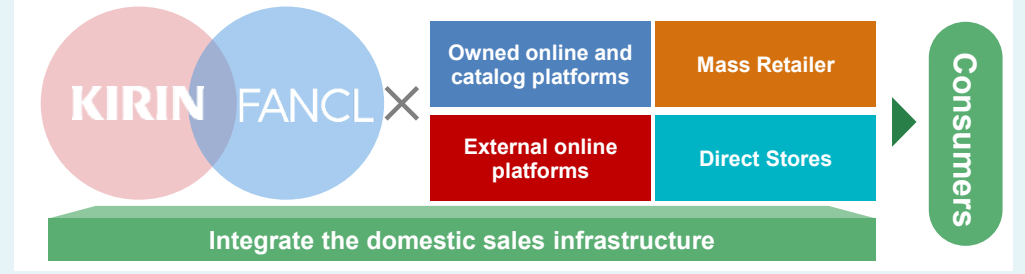 KIRIN
FANCL
Owned online and
catalog platforms
Mass Retailer
External online
platforms
Direct Stores
Consumers
Integrate the domestic sales infrastructure